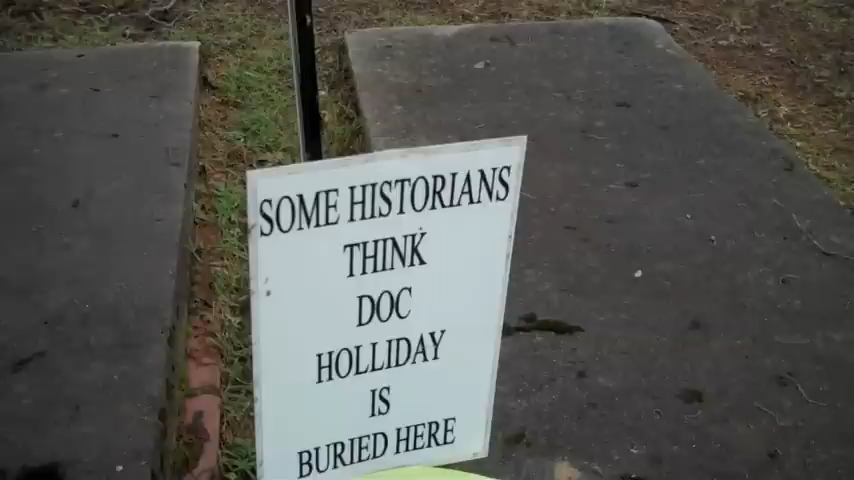 SOME HISTORIANS
THINK
DOC
HOLLIDAY
IS
BURIED HERE